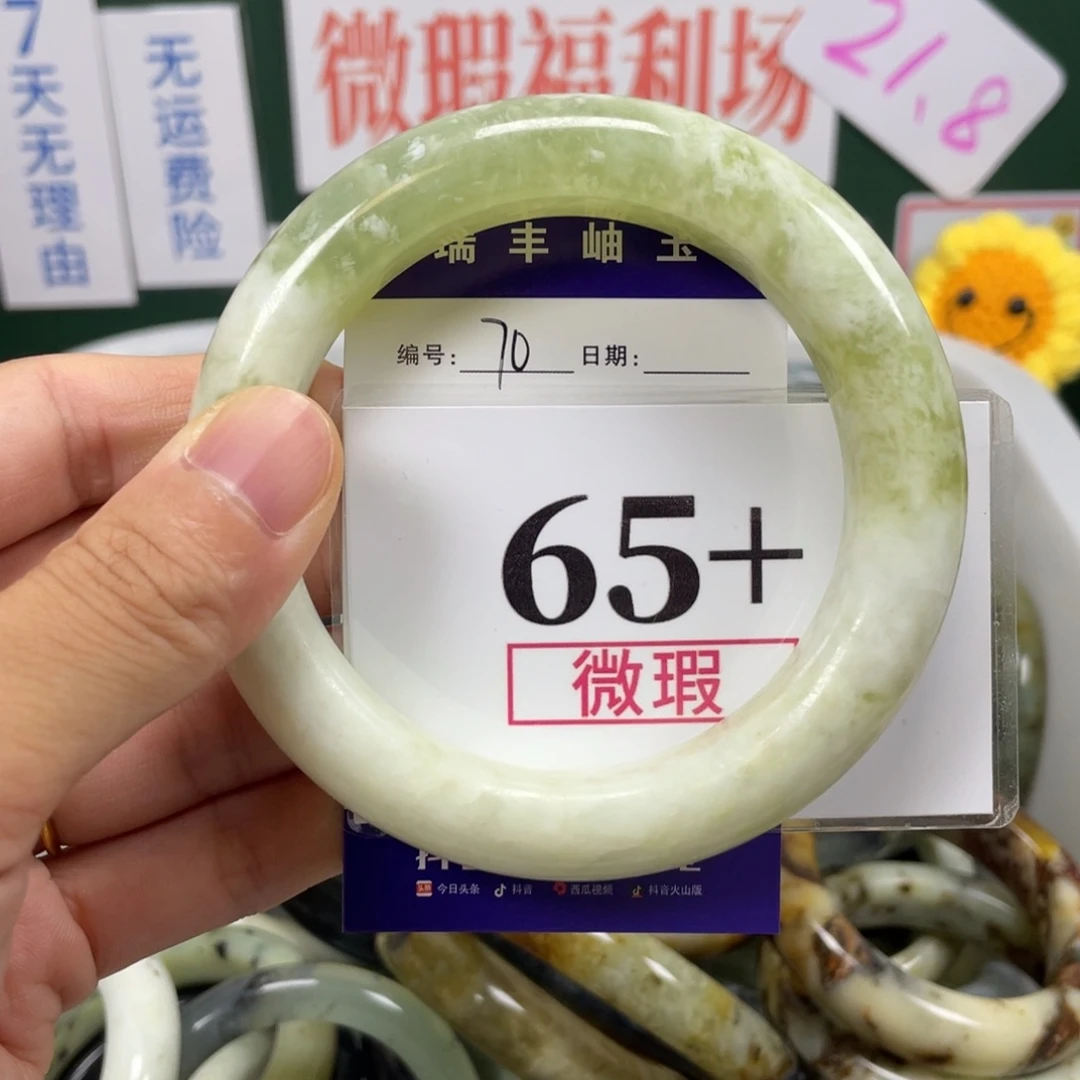 7天无理由
无运费险
微瑕福利场
21.8
瑞丰岫玉
编号: 70 日期:
65+
微瑕
今日头条 抖音 西瓜视频 抖音火山版